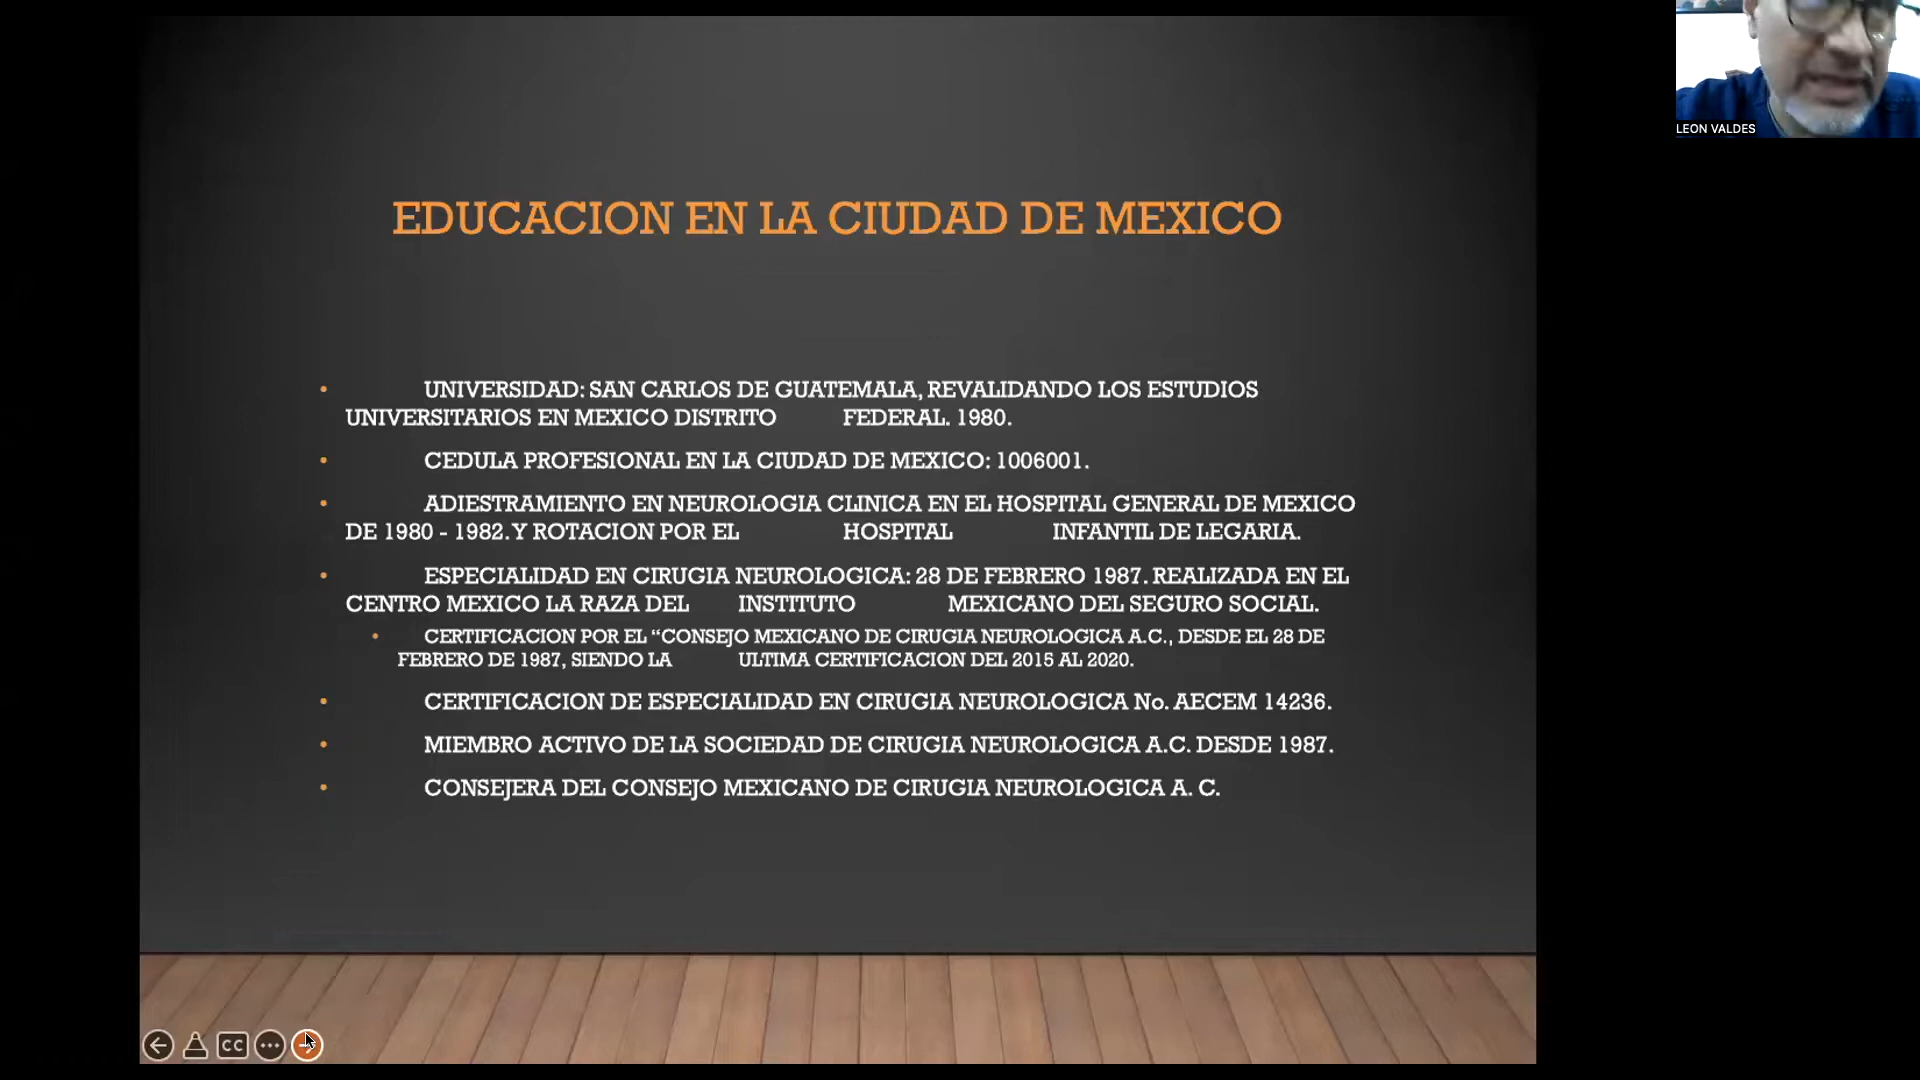 LEON VALDES
EDUCACION EN LA CIUDAD DE MEXICO
• UNIVERSIDAD: SAN CARLOS DE GUATEMALA, REVALIDANDO LOS ESTUDIOS
UNIVERSITARIOS EN MEXICO DISTRITO FEDERAL. 1980.
• CEDULA PROFESIONAL EN LA CIUDAD DE MEXICO: 1006001.
• ADIESTRAMIENTO EN NEUROLOGIA CLINICA EN EL HOSPITAL GENERAL DE MEXICO
DE 1980 - 1982. Y ROTACION POR EL HOSPITAL INFANTIL DE LEGARIA.
• ESPECIALIDAD EN CIRUGIA NEUROLOGICA: 28 DE FEBRERO 1987. REALIZADA EN EL
CENTRO MEXICO LA RAZA DEL INSTITUTO MEXICANO DEL SEGURO SOCIAL.
• CERTIFICACION POR EL “CONSEJO MEXICANO DE CIRUGIA NEUROLOGICA A.C., DESDE EL 28 DE
FEBRERO DE 1987, SIENDO LA ULTIMA CERTIFICACION DEL 2015 AL 2020.
• CERTIFICACION DE ESPECIALIDAD EN CIRUGIA NEUROLOGICA No. AECEM 14236.
• MIEMBRO ACTIVO DE LA SOCIEDAD DE CIRUGIA NEUROLOGICA A.C. DESDE 1987.
• CONSEJERA DEL CONSEJO MEXICANO DE CIRUGIA NEUROLOGICA A. C.
CC